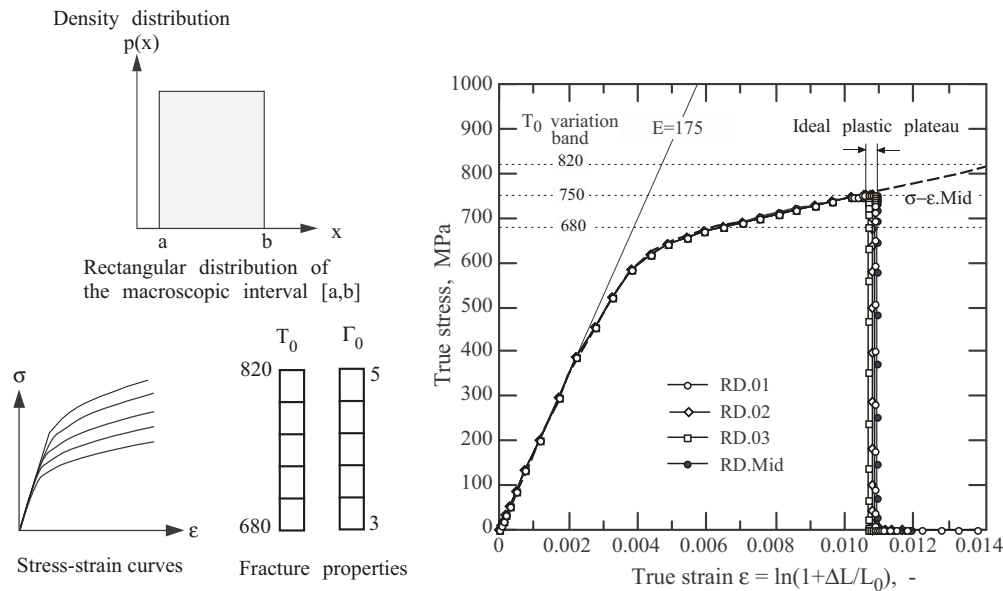 Density distribution
p(x)
a
b
x
Rectangular distribution of
the macroscopic interval [a,b]
T₀
Γ₀
820
5
680
3
σ
ε
Stress-strain curves
Fracture properties
1000
900
800
700
600
500
400
300
200
100
0
True stress, MPa
T₀ variation
band
E=175
Ideal plastic plateau
820
750
680
σ−ε.Mid
RD.01
RD.02
RD.03
RD.Mid
0 0.002 0.004 0.006 0.008 0.010 0.012 0.014
True strain ε = ln(1+ΔL/L₀), -